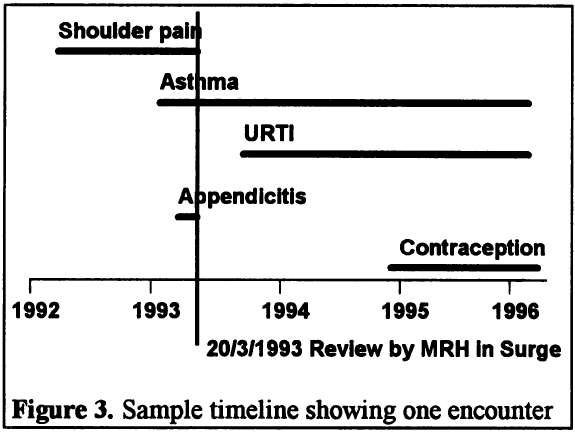 Shoulder pain
Asthma
URTI
Appendicitis
Contraception
1992 1993 1994 1995 1996
20/3/1993 Review by MRH in Surge
Figure 3. Sample timeline showing one encounter